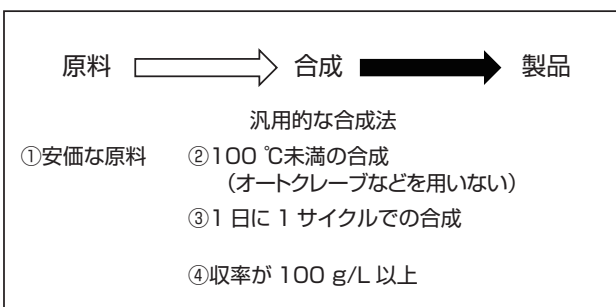 原料 合成 製品
汎用的な合成法
①安価な原料 ②100 ℃未満の合成
（オートクレーブなどを用いない）
③1 日に 1 サイクルでの合成
④収率が 100 g/L 以上